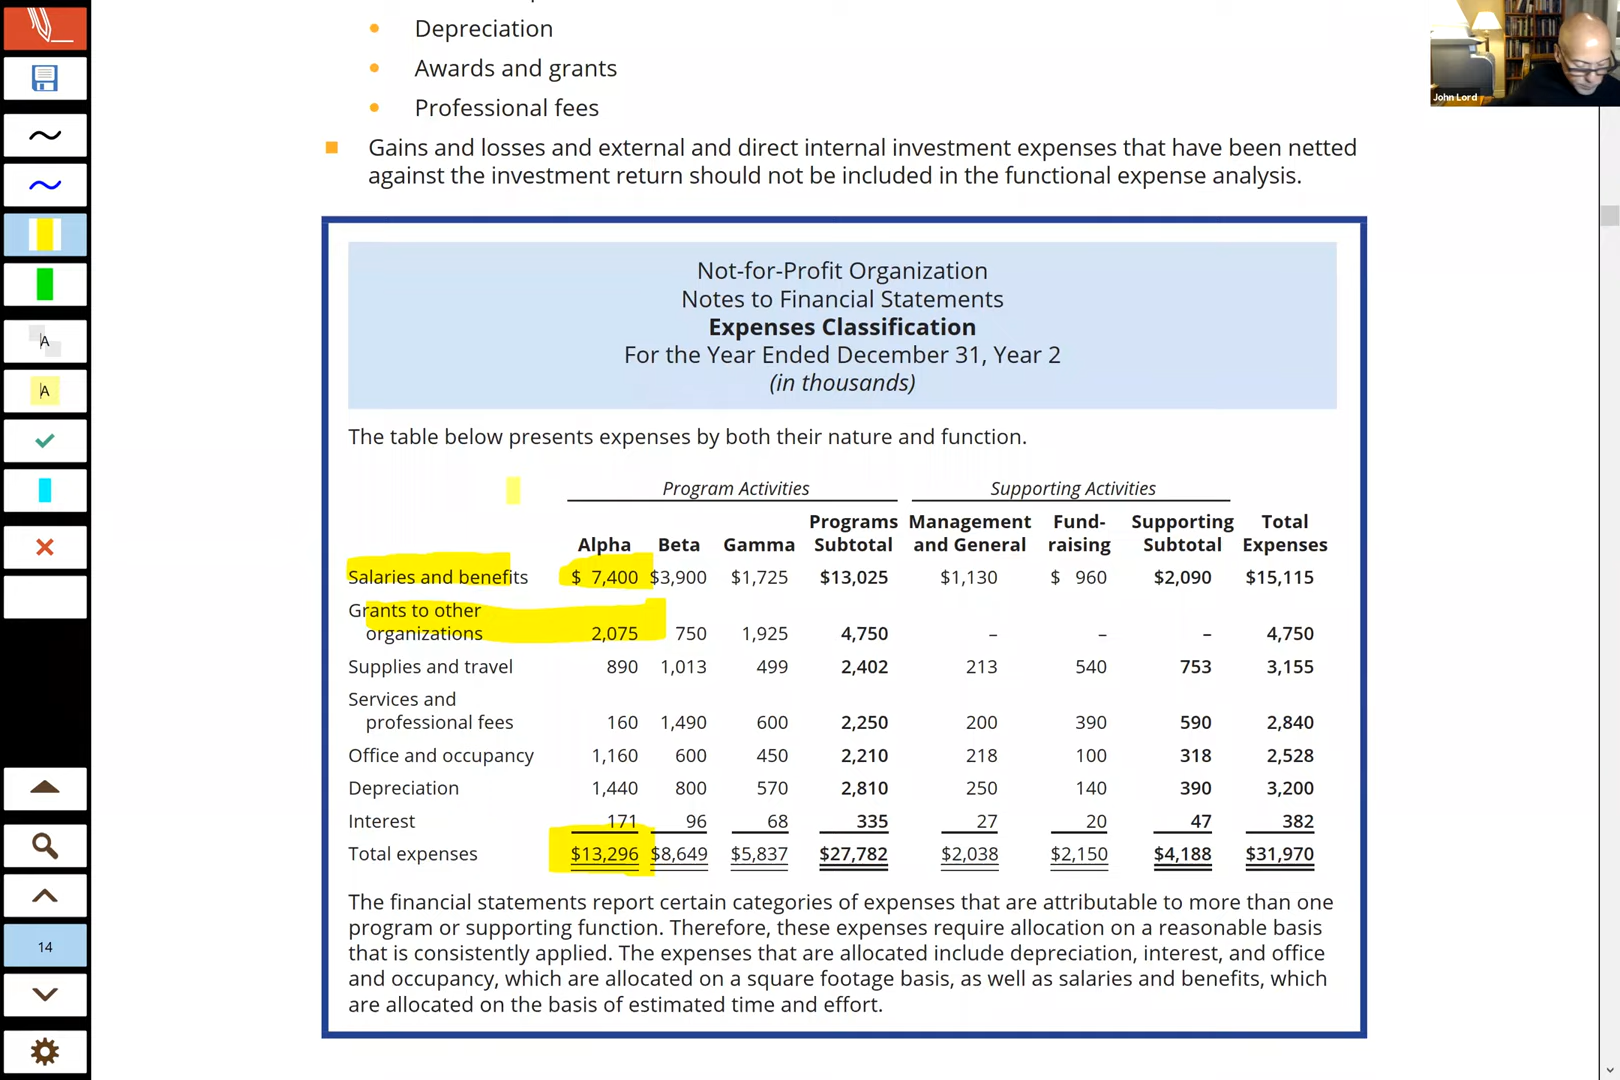 Depreciation
Awards and grants
Professional fees
Gains and losses and external and direct internal investment expenses that have been netted
against the investment return should not be included in the functional expense analysis.
John Lord
Not-for-Profit Organization
Notes to Financial Statements
Expenses Classification
For the Year Ended December 31, Year 2
(in thousands)
The table below presents expenses by both their nature and function.
Program Activities Supporting Activities
Programs Management Fund- Supporting Total
Alpha Beta Gamma Subtotal and General raising Subtotal Expenses
Salaries and benefits $ 7,400 $3,900 $1,725 $13,025 $1,130 $ 960 $2,090 $15,115
Grants to other
organizations 2,075 750 1,925 4,750 – – – 4,750
Supplies and travel 890 1,013 499 2,402 213 540 753 3,155
Services and
professional fees 160 1,490 600 2,250 200 390 590 2,840
Office and occupancy 1,160 600 450 2,210 218 100 318 2,528
Depreciation 1,440 800 570 2,810 250 140 390 3,200
Interest 171 96 68 335 27 20 47 382
Total expenses $13,296 $8,649 $5,837 $27,782 $2,038 $2,150 $4,188 $31,970
The financial statements report certain categories of expenses that are attributable to more than one
program or supporting function. Therefore, these expenses require allocation on a reasonable basis
that is consistently applied. The expenses that are allocated include depreciation, interest, and office
and occupancy, which are allocated on a square footage basis, as well as salaries and benefits, which
are allocated on the basis of estimated time and effort.
A
A
14